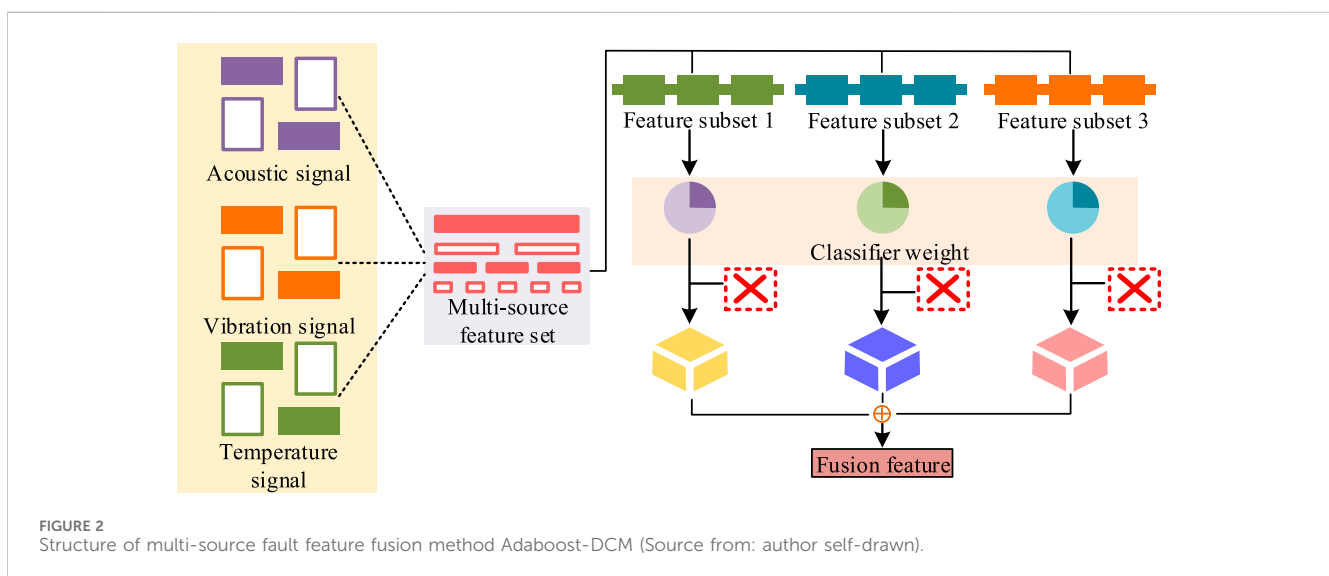 Acoustic signal
Vibration signal
Temperature
signal
Multi-source
feature set
Feature subset 1
Feature subset 2
Feature subset 3
Classifier weight
Fusion feature
FIGURE 2
Structure of multi-source fault feature fusion method Adaboost-DCM (Source from: author self-drawn).